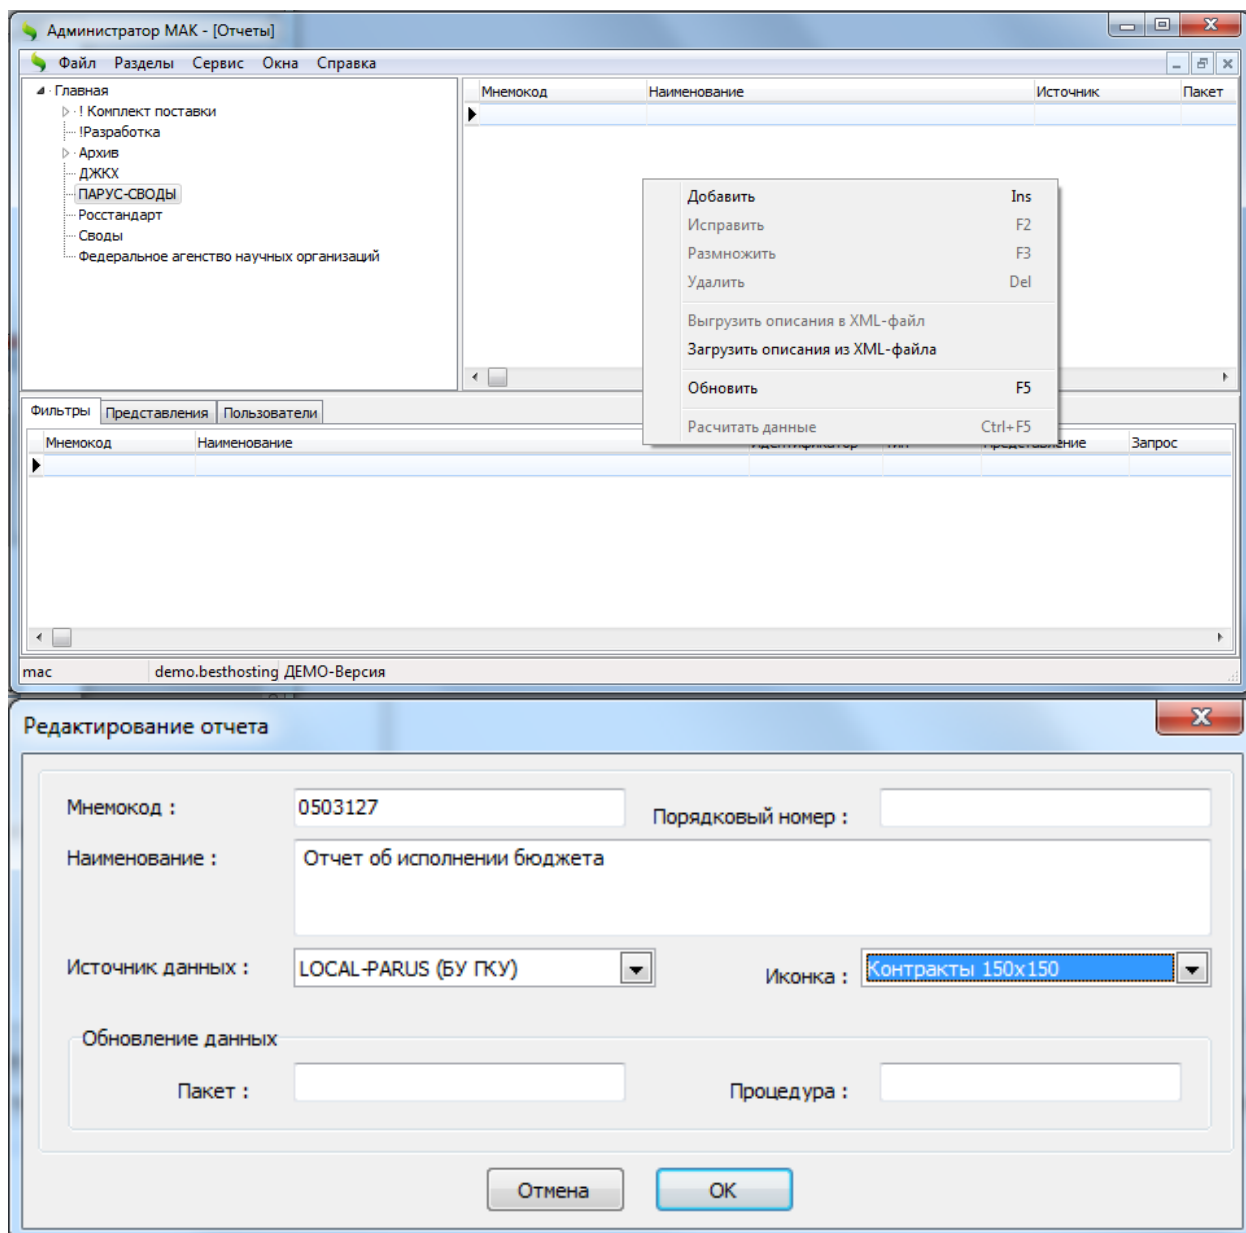 Администратор МАК - [Отчеты]
Файл Разделы Сервис Окна Справка
Главная
! Комплект поставки
!Разработка
Архив
ДЖКХ
ПАРУС-СВОДЫ
Росстандарт
Своды
Федеральное агенство научных организаций
Мнемокод Наименование Источник Пакет
Добавить Ins
Исправить F2
Размножить F3
Удалить Del
Выгрузить описания в XML-файл
Загрузить описания из XML-файла
Обновить F5
Расчитать данные Ctrl+F5
Фильтры Представления Пользователи
Мнемокод Наименование Идентификатор Тип Представление Запрос
mac demo.besthosting ДЕМО-Версия
Редактирование отчета
Мнемокод : 0503127 Порядковый номер :
Наименование : Отчет об исполнении бюджета
Источник данных : LOCAL-PARUS (БУ ГКУ) Иконка : Контракты 150x150
Обновление данных
Пакет : Процедура :
Отмена OK